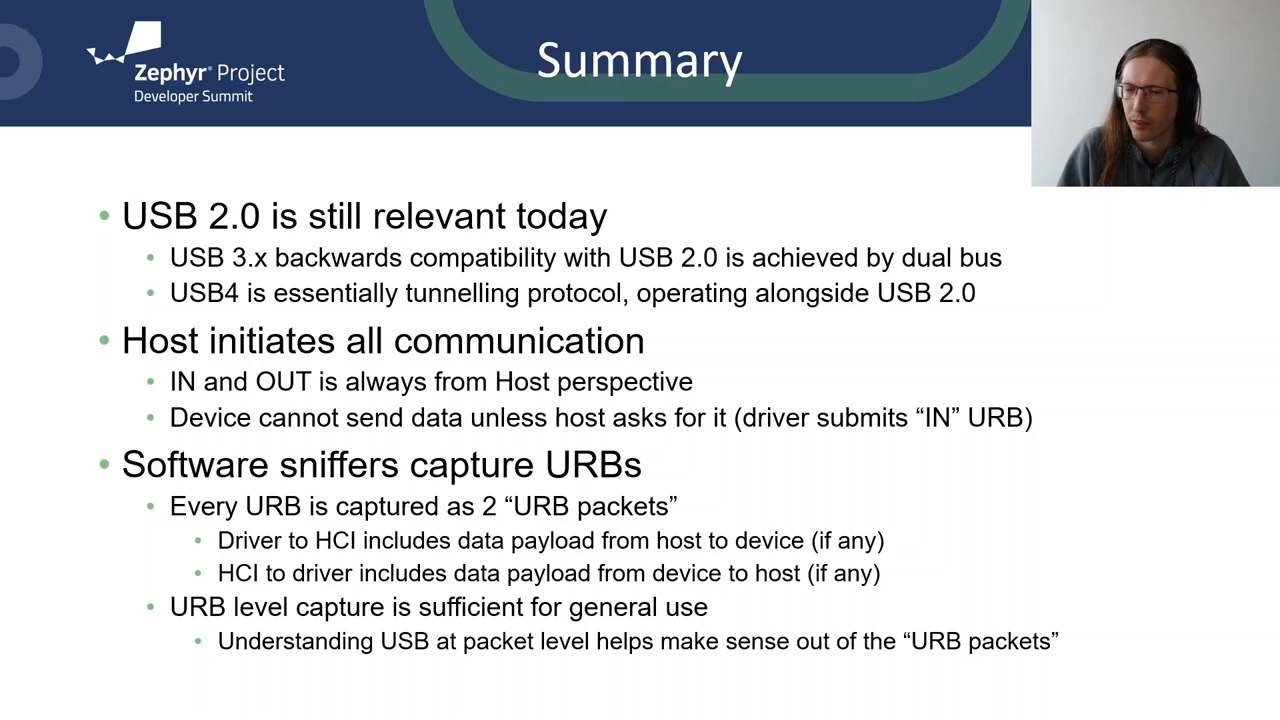 Zephyr® Project
Developer Summit
Summary
• USB 2.0 is still relevant today
• USB 3.x backwards compatibility with USB 2.0 is achieved by dual bus
• USB4 is essentially tunnelling protocol, operating alongside USB 2.0
• Host initiates all communication
• IN and OUT is always from Host perspective
• Device cannot send data unless host asks for it (driver submits “IN” URB)
• Software sniffers capture URBs
• Every URB is captured as 2 “URB packets”
• Driver to HCI includes data payload from host to device (if any)
• HCI to driver includes data payload from device to host (if any)
• URB level capture is sufficient for general use
• Understanding USB at packet level helps make sense out of the “URB packets”